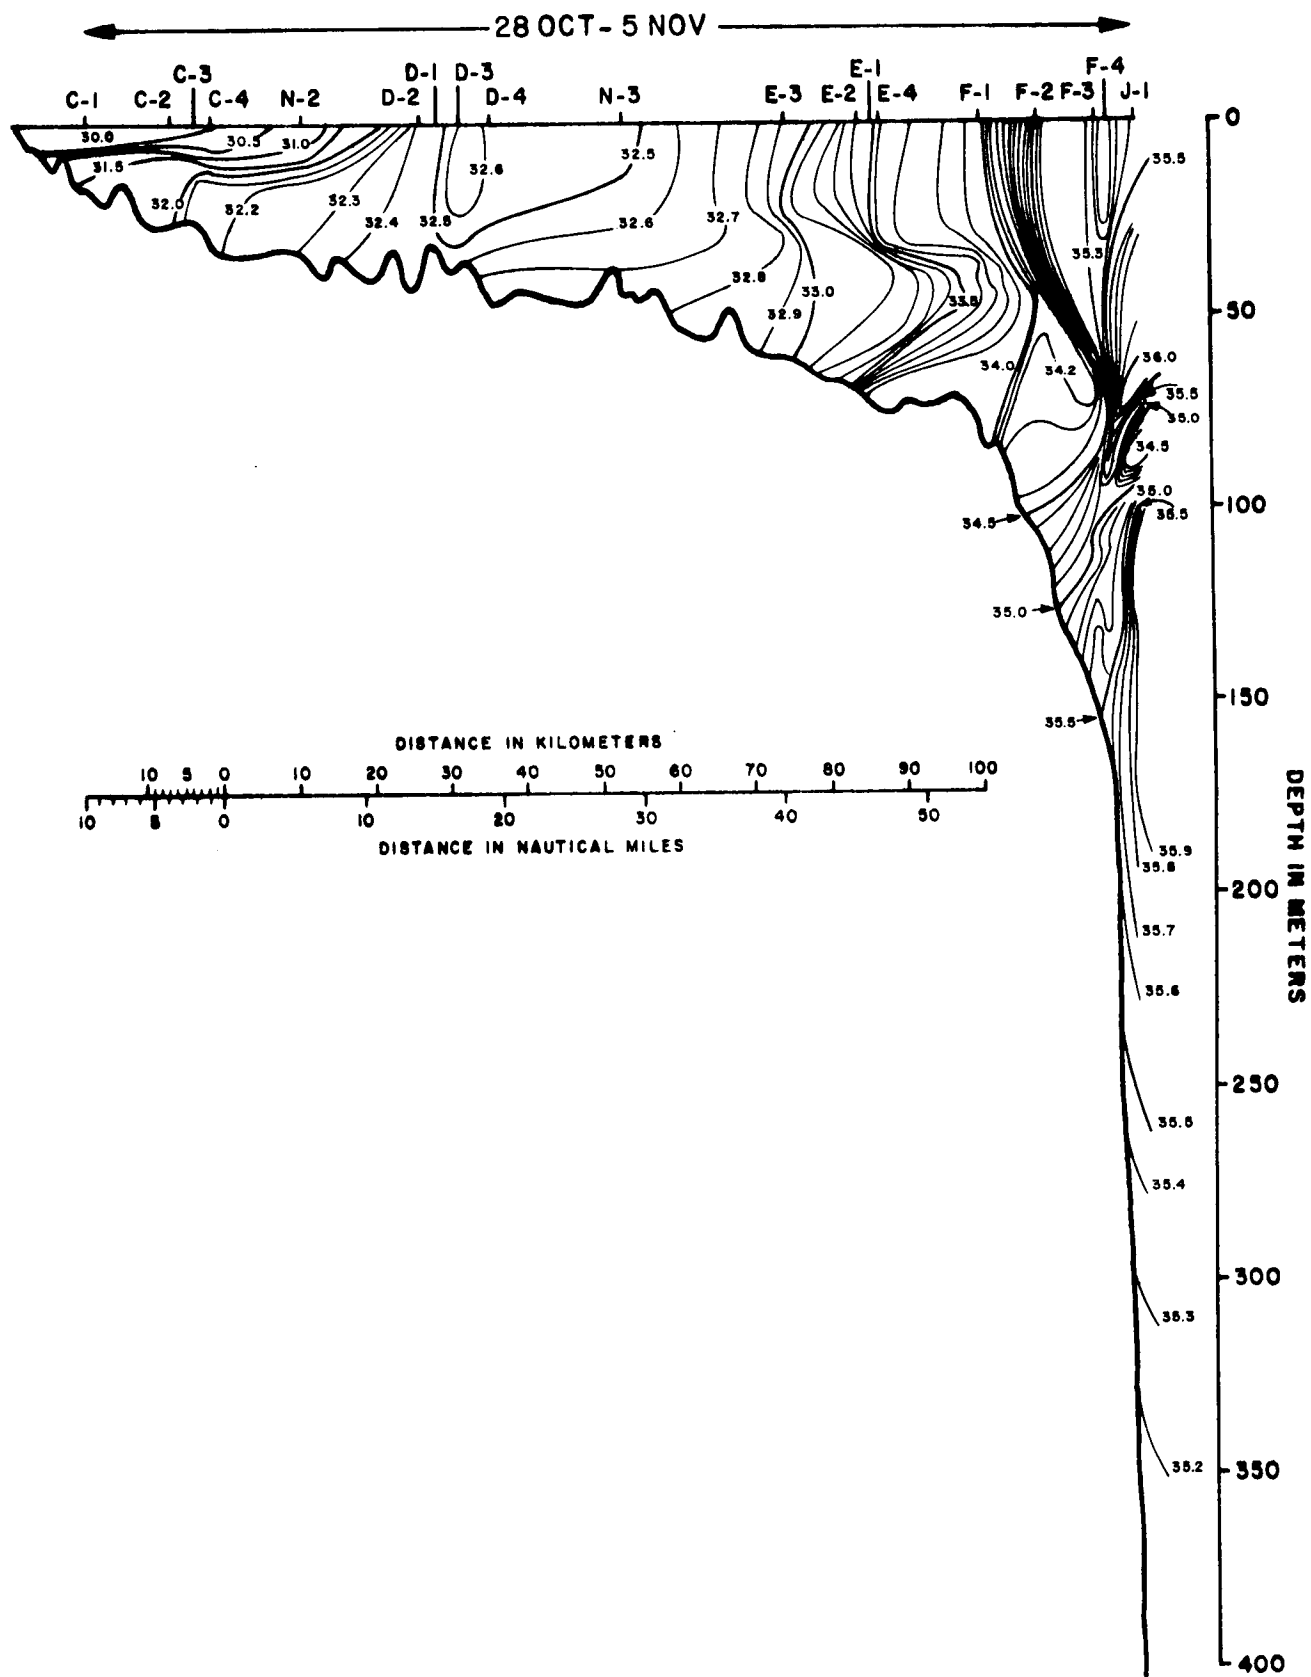 28 OCT - 5 NOV
C-3 D-1 D-3 E-1 F-4
C-1 C-2 C-4 N-2 D-2 D-4 N-3 E-3 E-2 E-4 F-1 F-2 F-3 J-1
0
30.0 30.5 31.0 32.6 32.5 35.5
31.5
32.0 32.2 32.3 32.4 32.5 32.6 32.7
35.3
32.8 33.0 33.5
32.9
50
34.0 34.2 36.0
35.5
35.0
34.5
35.0
100
35.5
34.5
35.0
150
35.5
DISTANCE IN KILOMETERS
10 5 0 10 20 30 40 50 60 70 80 90 100
10 5 0 10 20 30 40 50
DISTANCE IN NAUTICAL MILES
35.9
35.8
200
35.7
35.6
250
35.5
35.4
300
35.3
350
35.2
400
DEPTH IN METERS